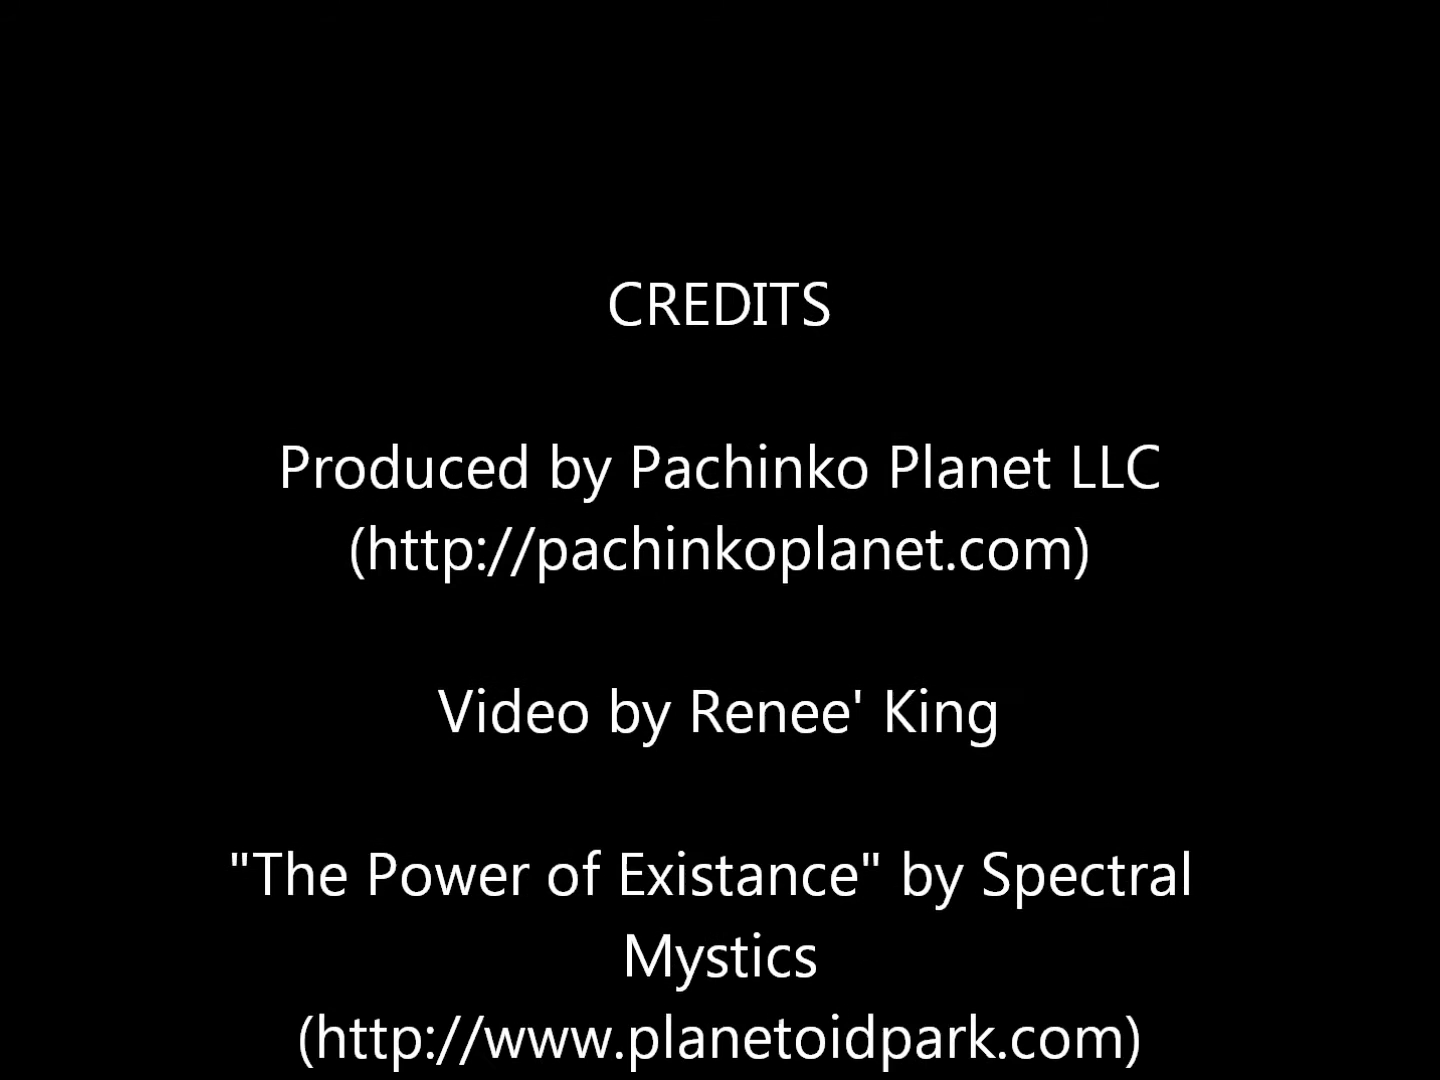 CREDITS
Produced by Pachinko Planet LLC
(http://pachinkoplanet.com)
Video by Renee' King
"The Power of Existance" by Spectral
Mystics
(http://www.planetoidpark.com)